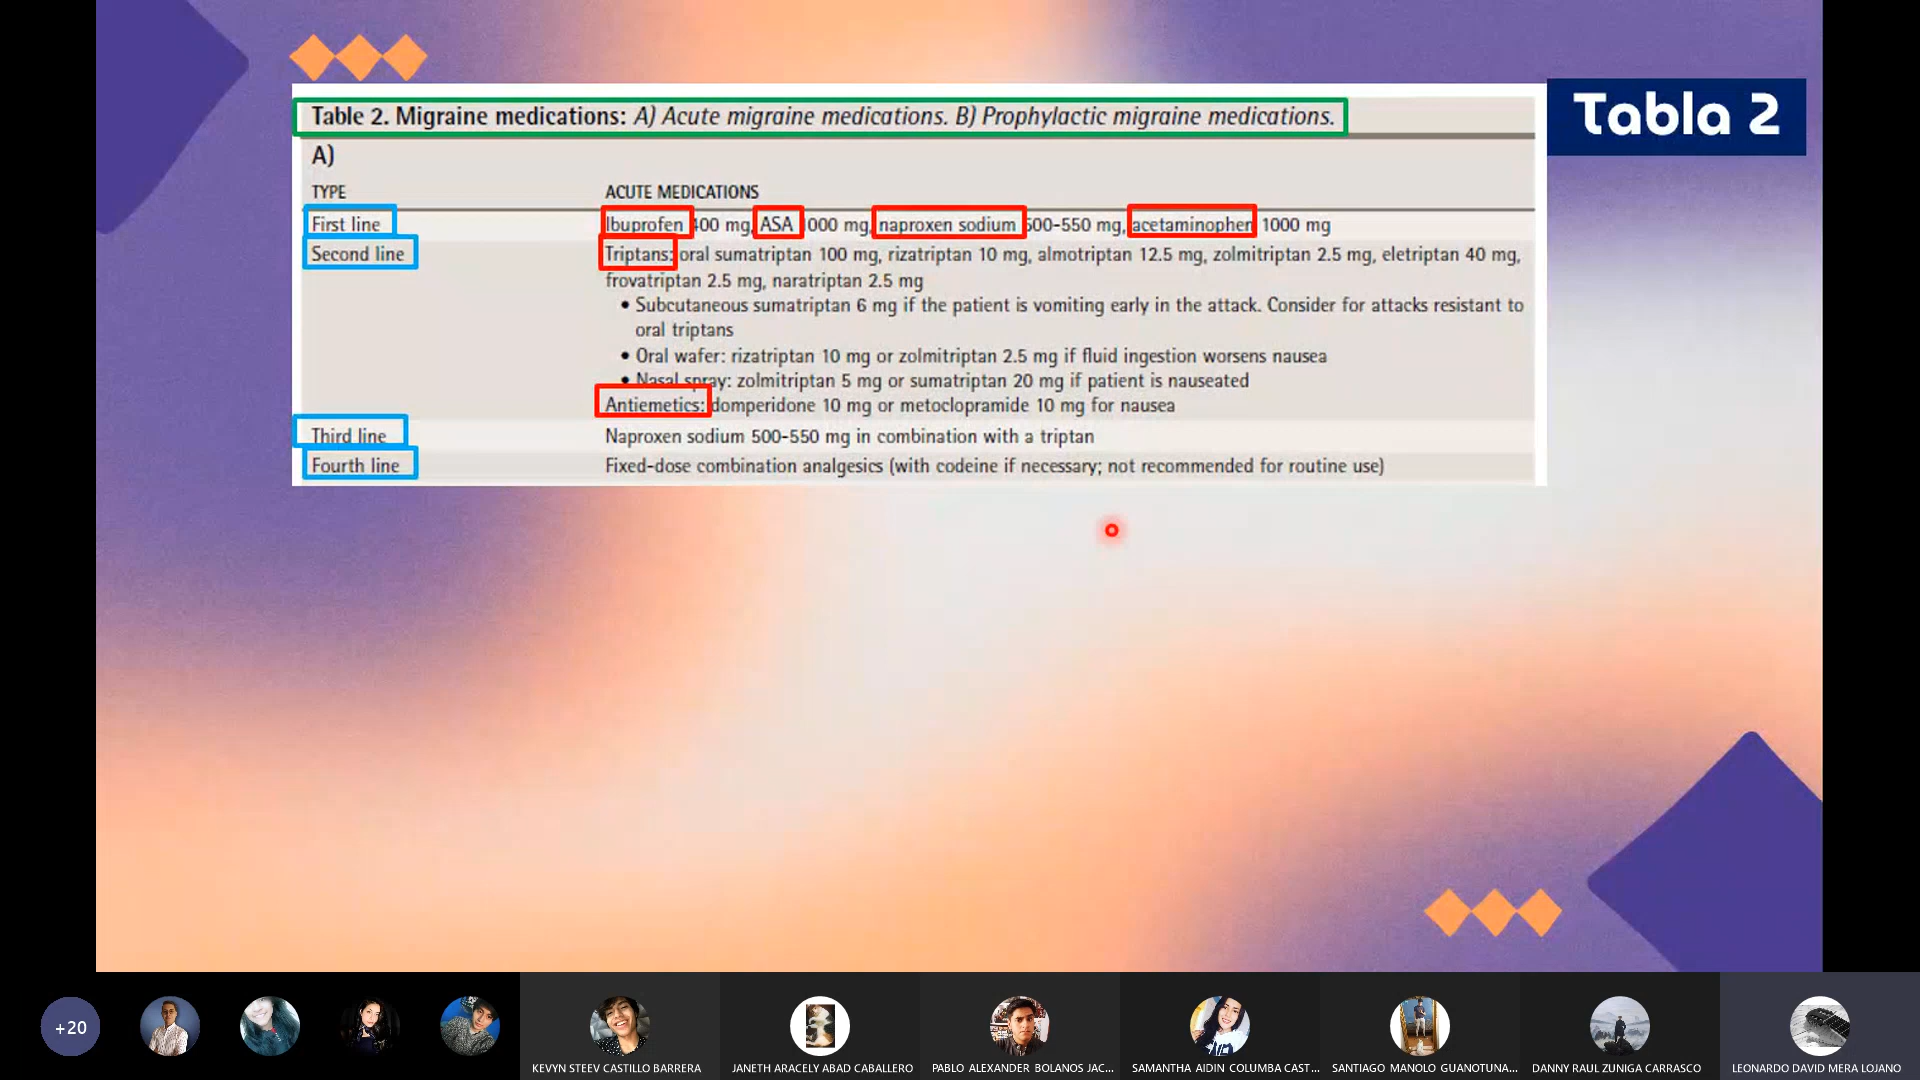 Tabla 2
Table 2. Migraine medications: A) Acute migraine medications. B) Prophylactic migraine medications.
A)
TYPE ACUTE MEDICATIONS
First line Ibuprofen 400 mg, ASA 1000 mg, naproxen sodium 500-550 mg, acetaminophen 1000 mg
Second line Triptans: oral sumatriptan 100 mg, rizatriptan 10 mg, almotriptan 12.5 mg, zolmitriptan 2.5 mg, eletriptan 40 mg,
frovatriptan 2.5 mg, naratriptan 2.5 mg
• Subcutaneous sumatriptan 6 mg if the patient is vomiting early in the attack. Consider for attacks resistant to
oral triptans
• Oral wafer: rizatriptan 10 mg or zolmitriptan 2.5 mg if fluid ingestion worsens nausea
• Nasal spray: zolmitriptan 5 mg or sumatriptan 20 mg if patient is nauseated
Antiemetics: domperidone 10 mg or metoclopramide 10 mg for nausea
Third line Naproxen sodium 500-550 mg in combination with a triptan
Fourth line Fixed-dose combination analgesics (with codeine if necessary; not recommended for routine use)
+20
KEVYN STEEV CASTILLO BARRERA
JANETH ARACELY ABAD CABALLERO
PABLO ALEXANDER BOLANOS JAC...
SAMANTHA AIDIN COLUMBA CAST...
SANTIAGO MANOLO GUANOTUNA...
DANNY RAUL ZUNIGA CARRASCO
LEONARDO DAVID MERA LOJANO